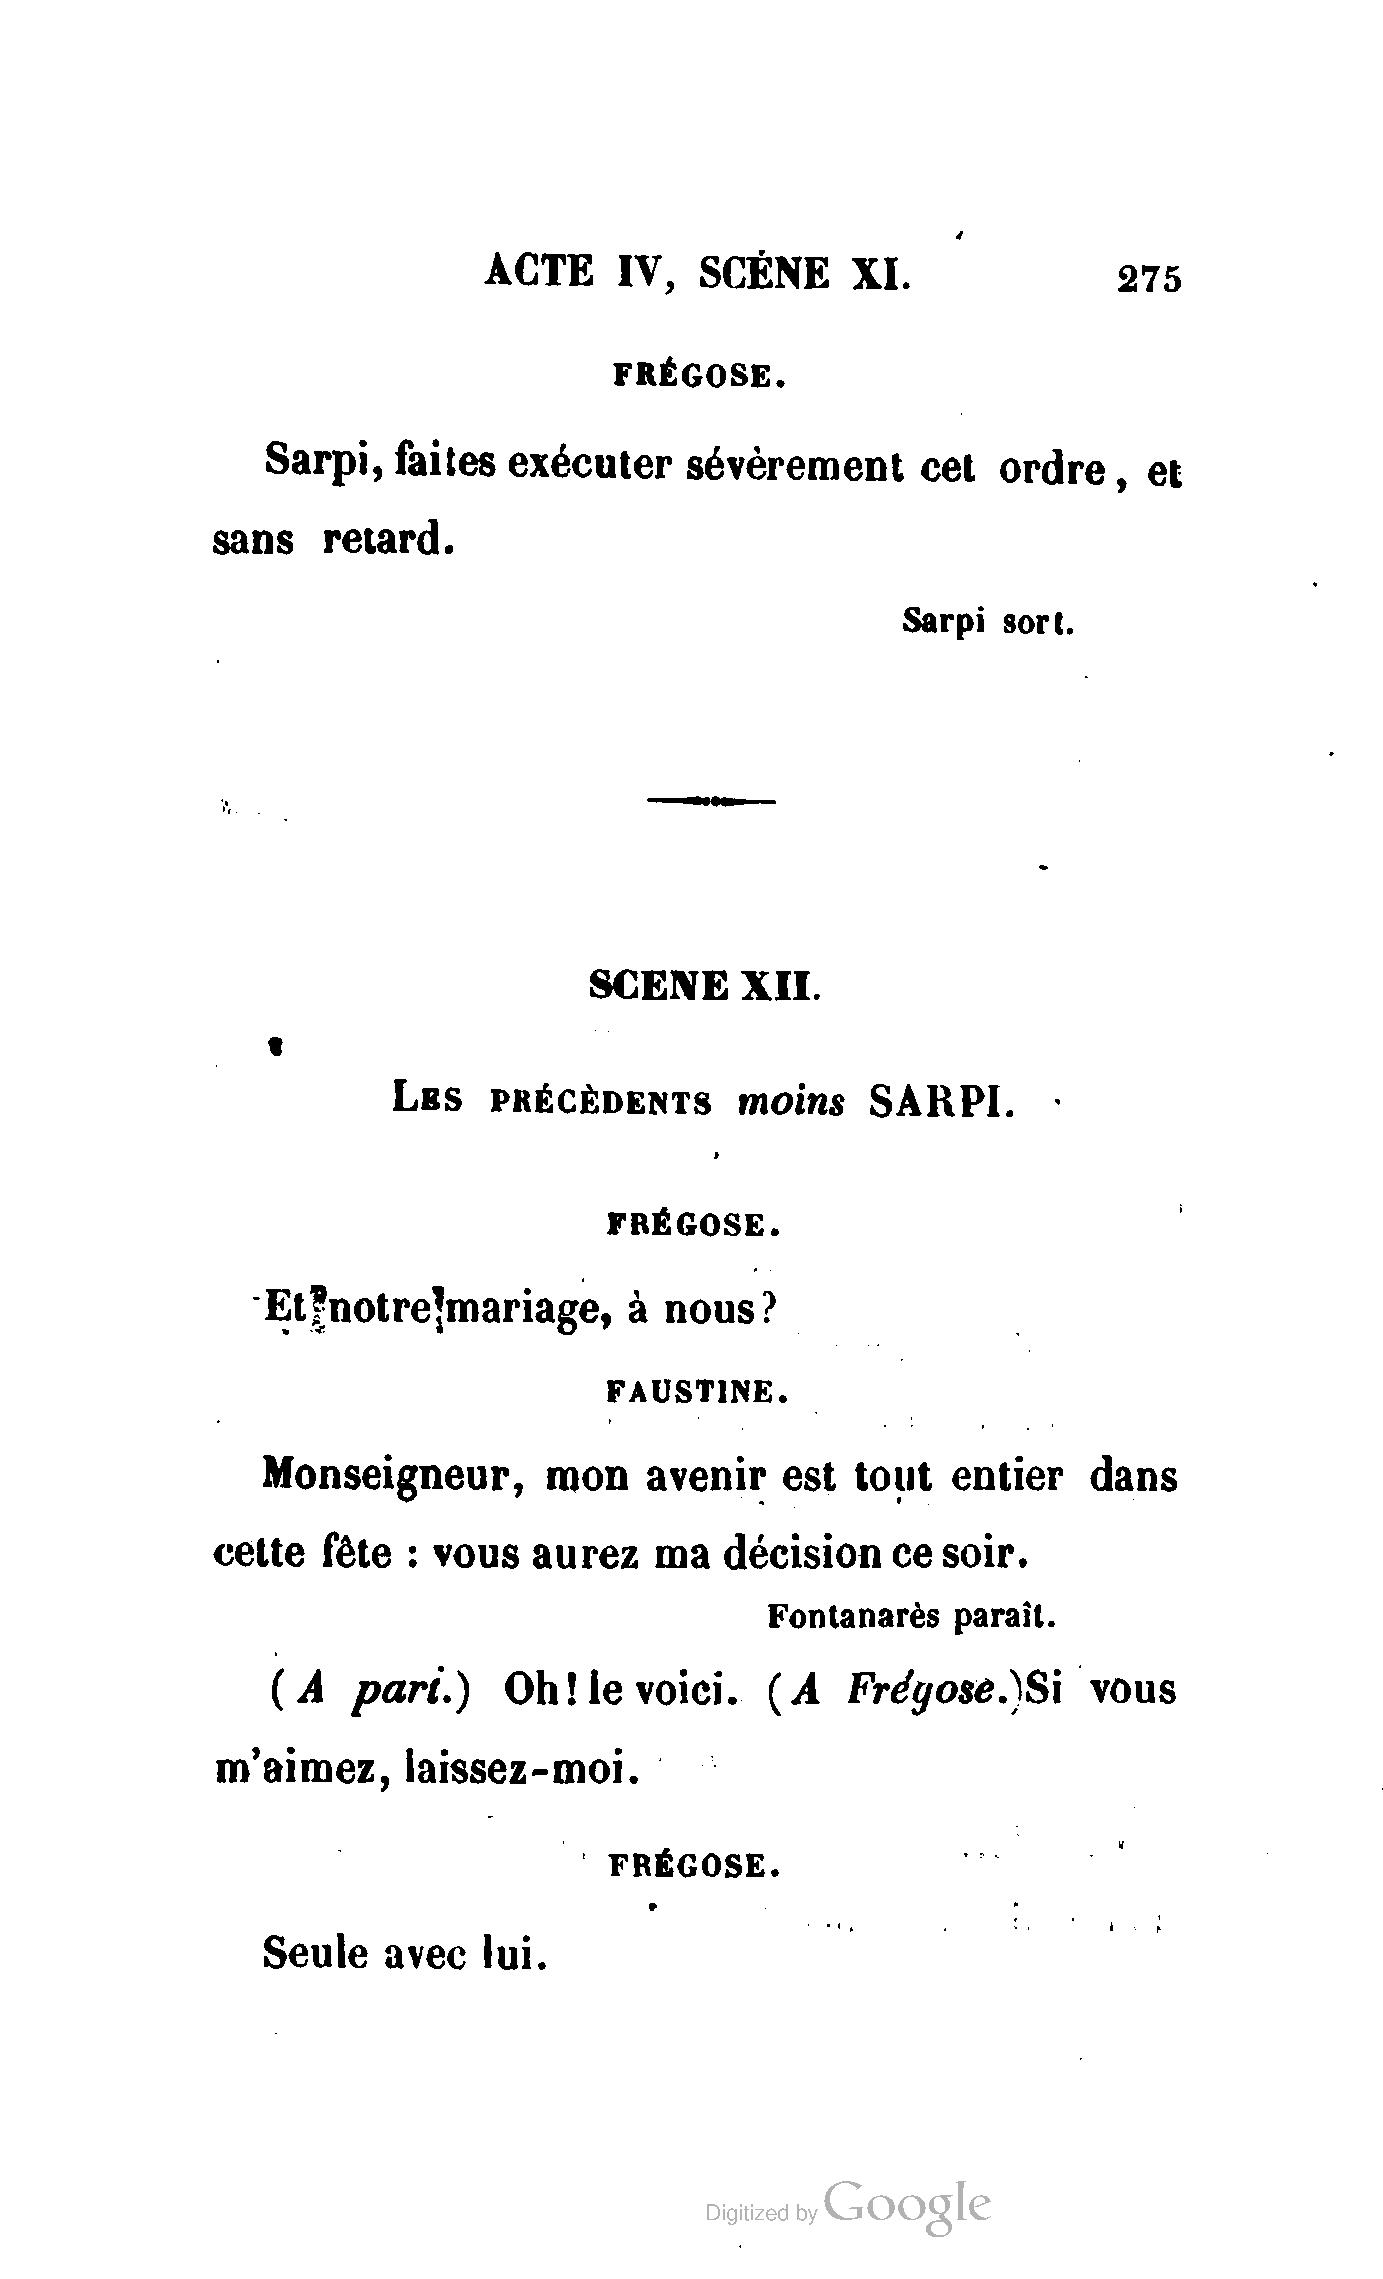 ACTE IV, SCÈNE XI. 275
FRÉGOSE.
Sarpi, faites exécuter sévèrement cet ordre, et
sans retard.
Sarpi sort.
SCENE XII.
LES PRÉCÈDENTS moins SARPI.
FRÉGOSE.
Et notre mariage, à nous?
FAUSTINE.
Monseigneur, mon avenir est tout entier dans
cette fête : vous aurez ma décision ce soir.
Fontanarès paraît.
(A part.) Oh! le voici. (A Frégose.) Si vous
m'aimez, laissez-moi.
FRÉGOSE.
Seule avec lui.
Digitized by Google